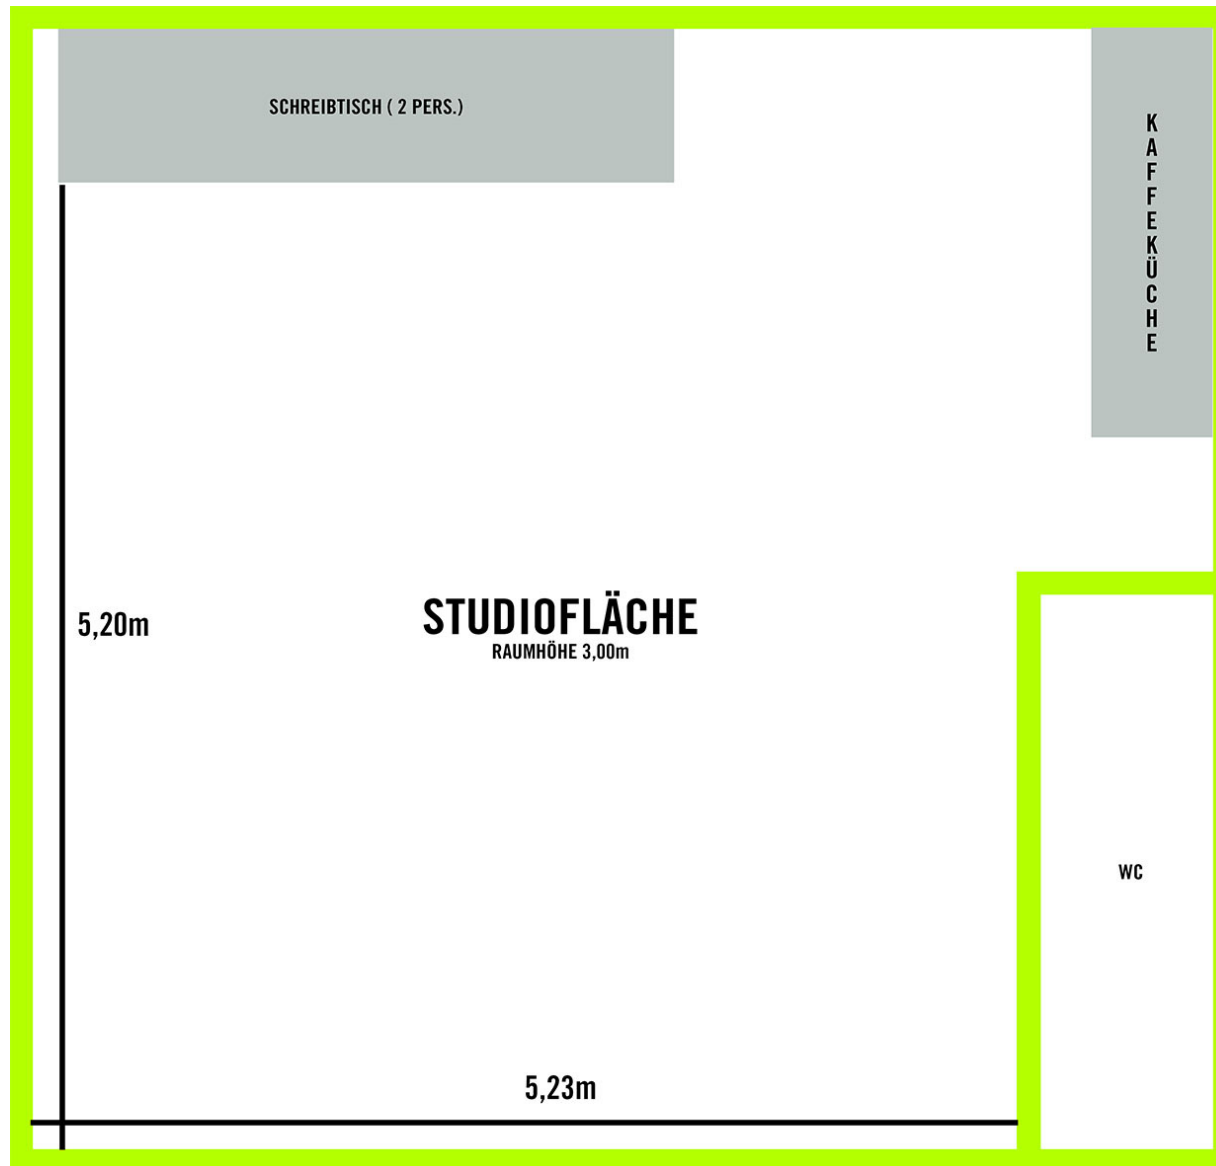 SCHREIBTISCH ( 2 PERS.)
KAFFEKÜCHE
5,20m
STUDIOFLÄCHE
RAUMHÖHE 3,00m
WC
5,23m